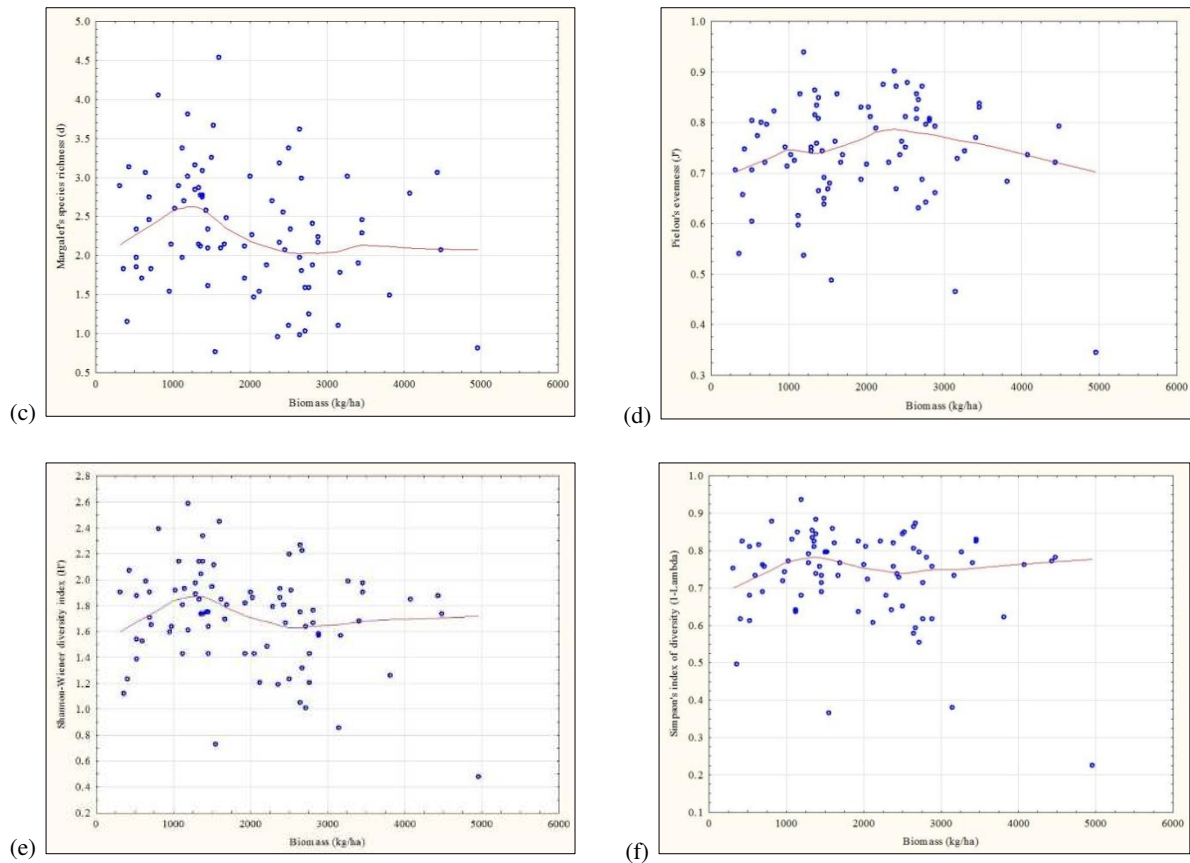 5.0
4.5
4.0
3.5
3.0
2.5
2.0
1.5
1.0
0.5
Margalef's species richness (d)
0 1000 2000 3000 4000 5000 6000
Biomass (kg/ha)
(c)
1.0
0.9
0.8
0.7
0.6
0.5
0.4
0.3
Pielou's evenness (J')
0 1000 2000 3000 4000 5000 6000
Biomass (kg/ha)
(d)
2.8
2.6
2.4
2.2
2.0
1.8
1.6
1.4
1.2
1.0
0.8
0.6
0.4
0.2
Shannon-Wiener diversity index (H')
0 1000 2000 3000 4000 5000 6000
Biomass (kg/ha)
(e)
1.0
0.9
0.8
0.7
0.6
0.5
0.4
0.3
0.2
0.1
Simpson's index of diversity (1-Lambda)
0 1000 2000 3000 4000 5000 6000
Biomass (kg/ha)
(f)